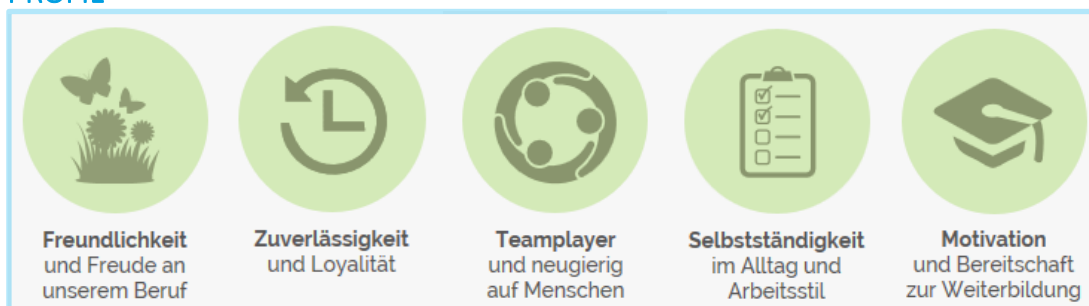 Freundlichkeit
und Freude an
unserem Beruf
Zuverlässigkeit
und Loyalität
Teamplayer
und neugierig
auf Menschen
Selbstständigkeit
im Alltag und
Arbeitsstil
Motivation
und Bereitschaft
zur Weiterbildung